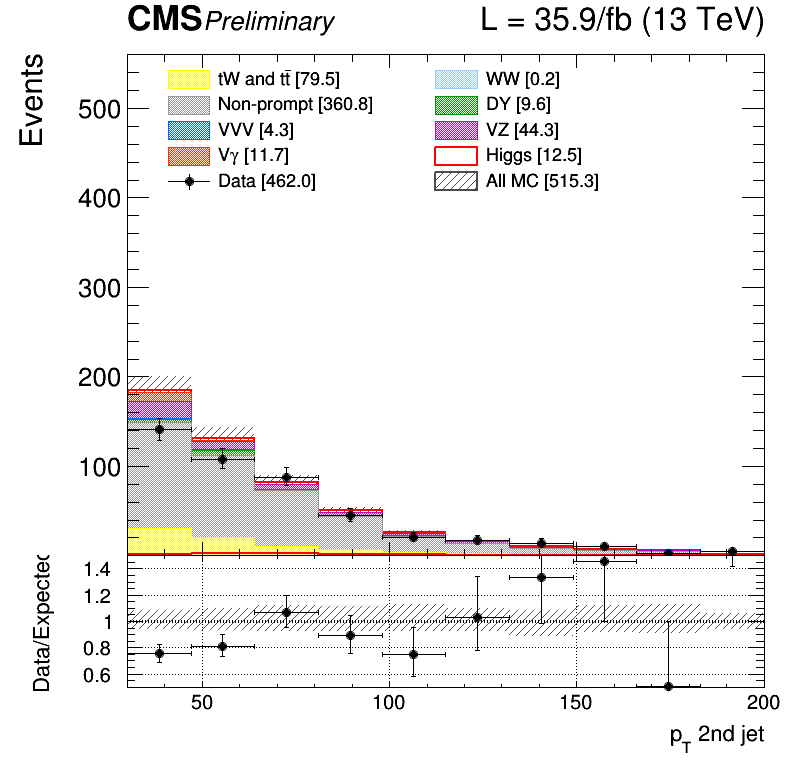 CMS Preliminary L = 35.9/fb (13 TeV)
Events
tW and tt̄ [79.5] WW [0.2]
Non-prompt [360.8] DY [9.6]
VVV [4.3] VZ [44.3]
Vγ [11.7] Higgs [12.5]
Data [462.0] All MC [515.3]
500
400
300
200
100
Data/Expected
1.4
1.2
1
0.8
0.6
50 100 150 200
p_T 2nd jet